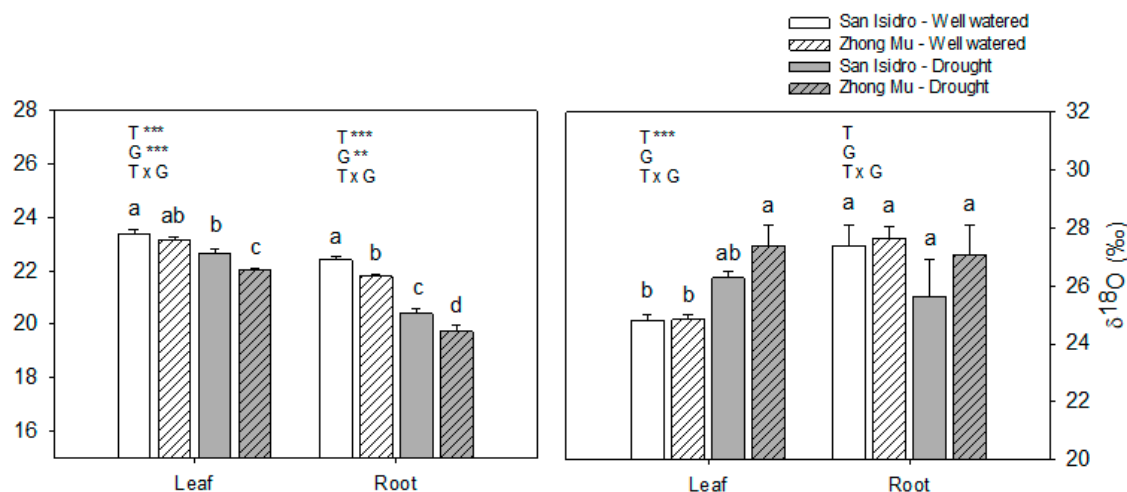 San Isidro - Well watered
Zhong Mu - Well watered
San Isidro - Drought
Zhong Mu - Drought
28
26
24
22
20
18
16
T ***
G ***
T x G
a
ab
b
c
T ***
G **
T x G
a
b
c
d
Leaf
Root
T ***
G
T x G
b
b
ab
a
T
G
T x G
a
a
a
a
Leaf
Root
32
30
28
26
24
22
20
δ18O (‰)